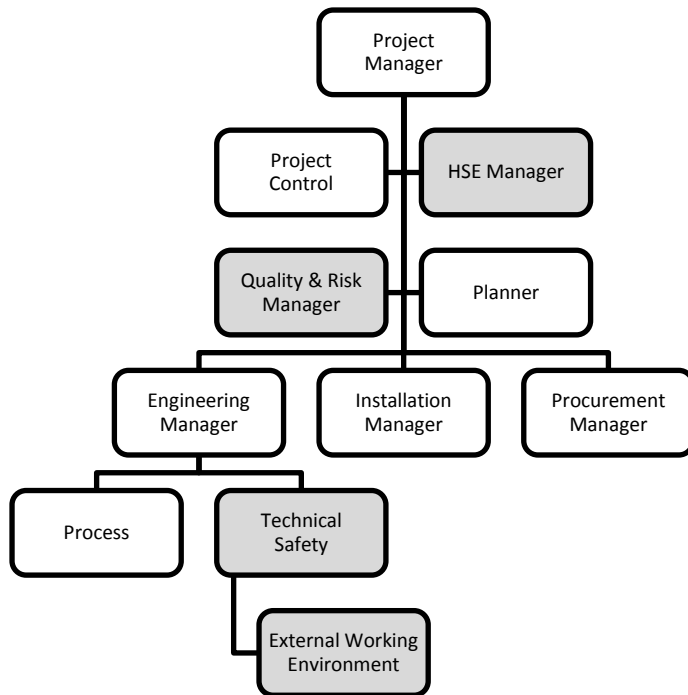 Project
Manager
Project
Control
HSE Manager
Quality & Risk
Manager
Planner
Engineering
Manager
Installation
Manager
Procurement
Manager
Process
Technical
Safety
External Working
Environment